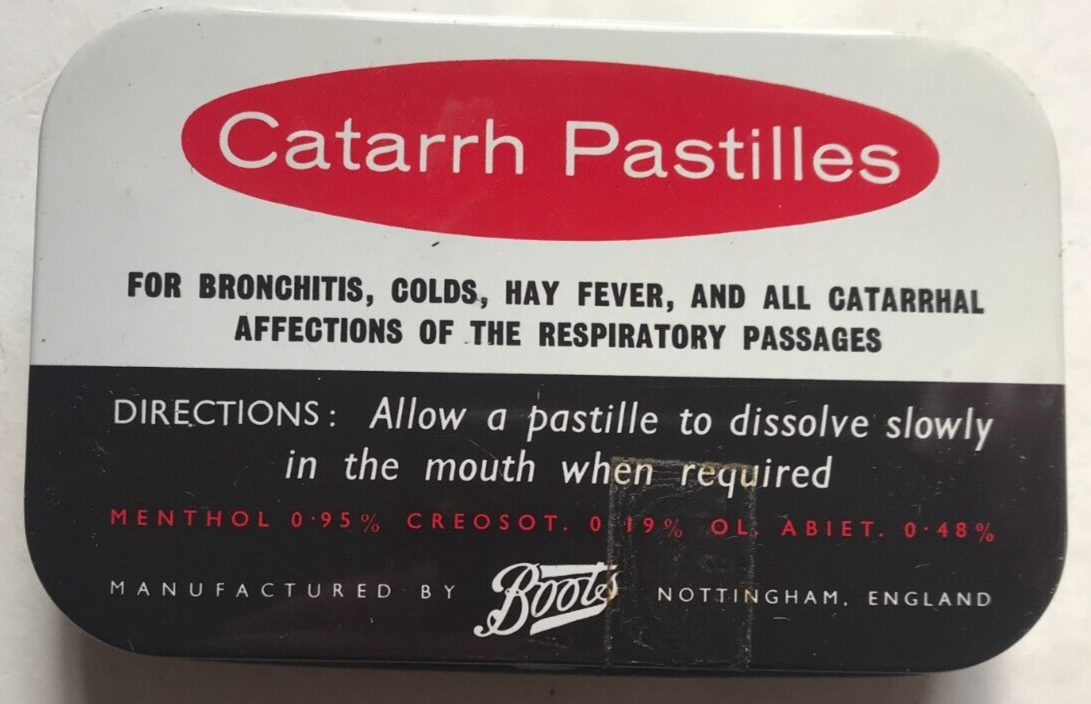 Catarrh Pastilles
FOR BRONCHITIS, COLDS, HAY FEVER, AND ALL CATARRHAL
AFFECTIONS OF THE RESPIRATORY PASSAGES
DIRECTIONS: Allow a pastille to dissolve slowly
in the mouth when required
MENTHOL 0·95% CREOSOT. 0·19% OL. ABIET. 0·48%
MANUFACTURED BY Boots NOTTINGHAM, ENGLAND